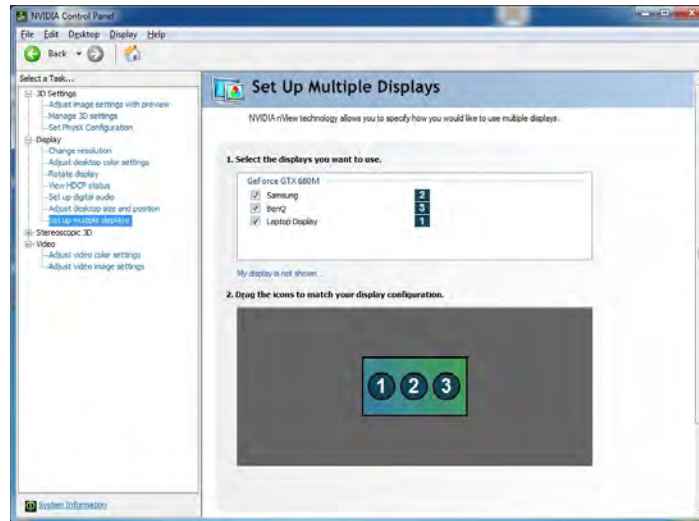 NVIDIA Control Panel
File Edit Desktop Display Help
Back
Select a Task...
3D Settings
Adjust image settings with preview
Manage 3D settings
Set PhysX Configuration
Display
Change resolution
Adjust desktop color settings
Rotate display
View HDCP status
Set up digital audio
Adjust desktop size and position
Set up multiple displays
Stereoscopic 3D
Video
Adjust video color settings
Adjust video image settings
System Information
Set Up Multiple Displays
NVIDIA nView technology allows you to specify how you would like to use multiple displays.
1. Select the displays you want to use.
GeForce GTX 680M
Samsung 2
BenQ 3
Laptop Display 1
My display is not shown...
2. Drag the icons to match your display configuration.
1 2 3